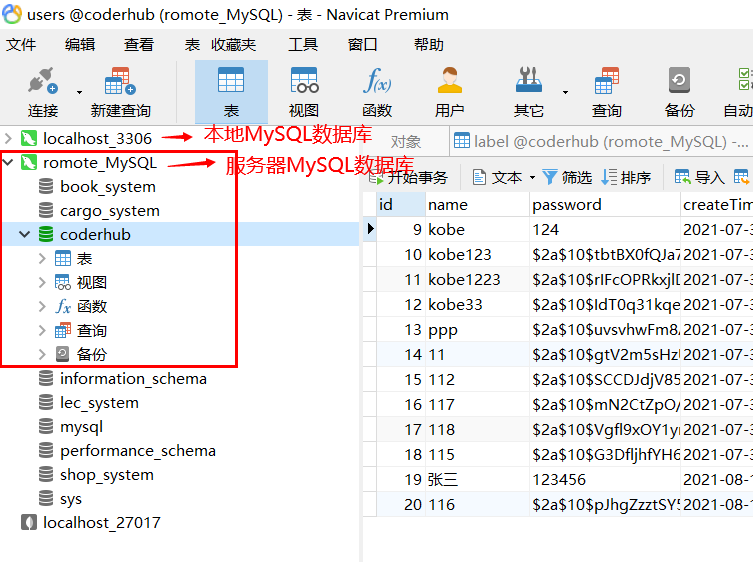 users @coderhub (romote_MySQL) - 表 - Navicat Premium
文件 编辑 查看 表 收藏夹 工具 窗口 帮助
连接 新建查询 表 视图 函数 用户 其它 查询 备份 自动
localhost_3306 本地MySQL数据库 对象 label @coderhub (romote_MySQL) -...
romote_MySQL 服务器MySQL数据库
开始事务 文本 筛选 排序 导入
book_system
cargo_system
coderhub
表
视图
函数
查询
备份
information_schema
lec_system
mysql
performance_schema
shop_system
sys
localhost_27017
id name password createTim
9 kobe 124 2021-07-3
10 kobe123 $2a$10$tbtBX0fQJa7 2021-07-3
11 kobe1223 $2a$10$rIFcOPRkxjlD 2021-07-3
12 kobe33 $2a$10$IdT0q31kqe 2021-07-3
13 ppp $2a$10$uvsvhwFm8 2021-07-3
14 11 $2a$10$gtV2m5sHz 2021-07-3
15 112 $2a$10$SCCDJdjV85 2021-07-3
16 117 $2a$10$mN2CtZpO/ 2021-07-3
17 118 $2a$10$Vgfl9xOY1y 2021-07-3
18 115 $2a$10$G3DfljhfYH6 2021-07-3
19 张三 123456 2021-08-1
20 116 $2a$10$pJhgZzztSY5 2021-08-1